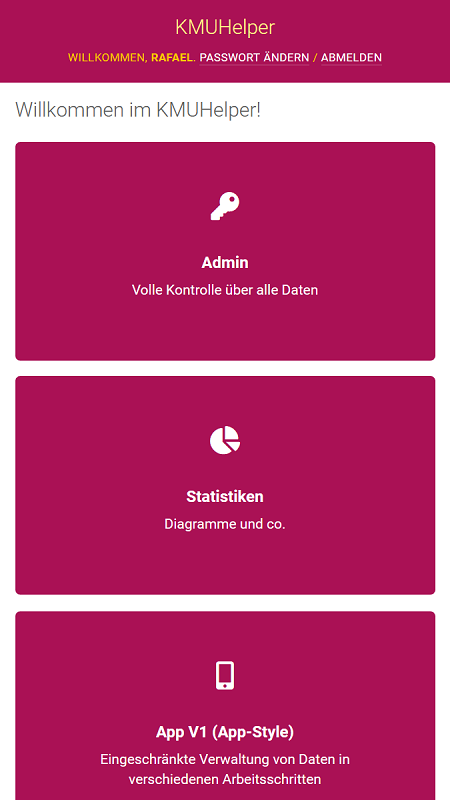 KMUHelper
WILLKOMMEN, RAFAEL. PASSWORT ÄNDERN / ABMELDEN
Willkommen im KMUHelper!
Admin
Volle Kontrolle über alle Daten
Statistiken
Diagramme und co.
App V1 (App-Style)
Eingeschränkte Verwaltung von Daten in
verschiedenen Arbeitsschritten